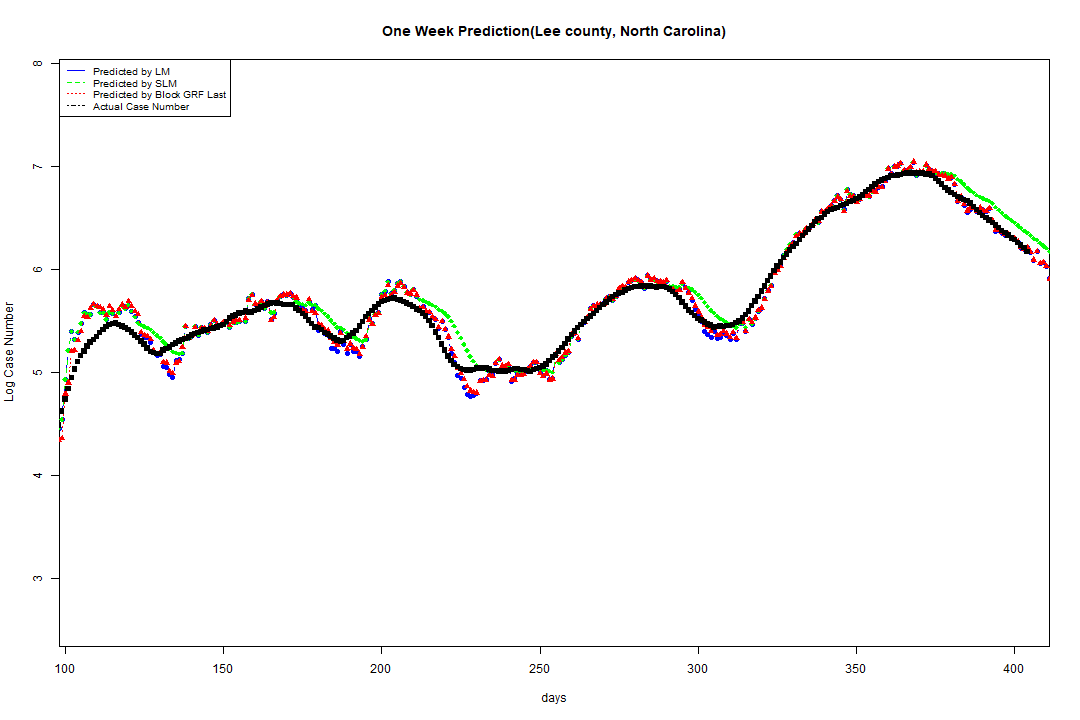 One Week Prediction(Lee county, North Carolina)
8
Predicted by LM
Predicted by SLM
Predicted by Block GRF Last
Actual Case Number
7
6
5
4
3
Log Case Number
100 150 200 250 300 350 400
days